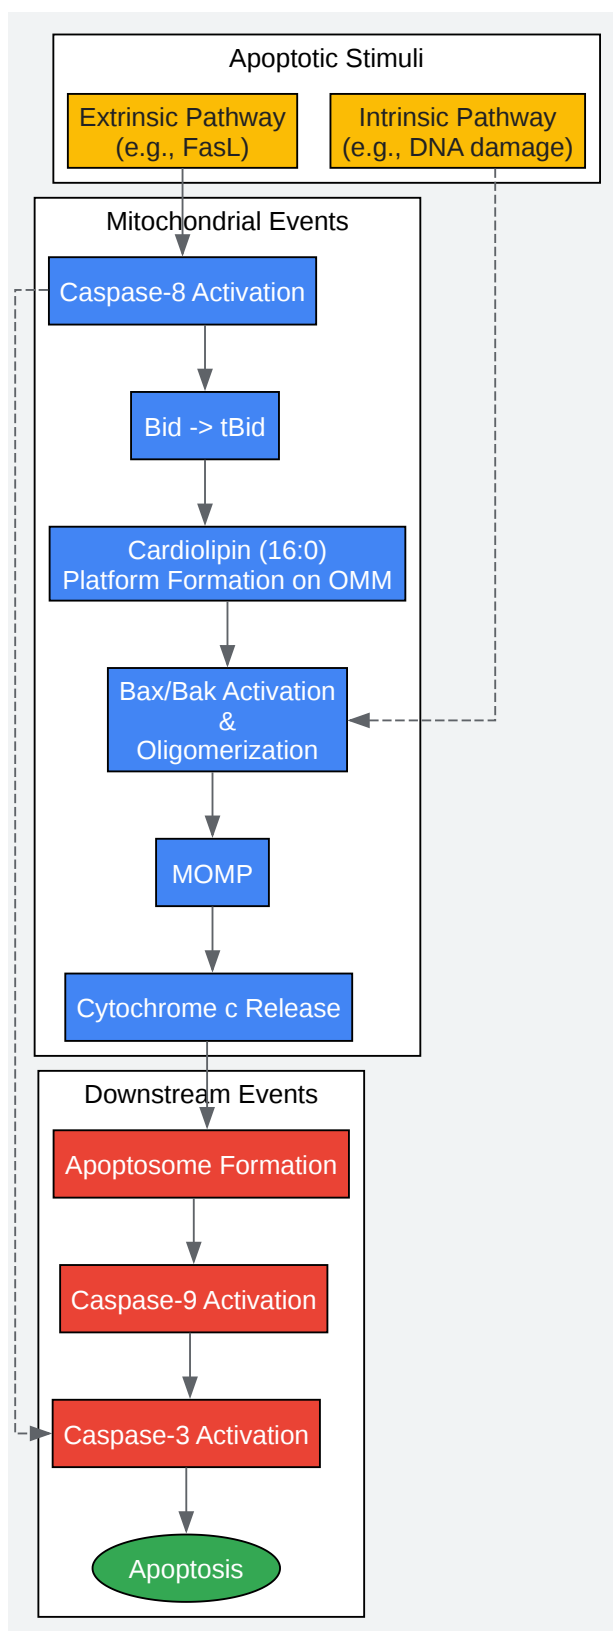 Apoptotic Stimuli
Extrinsic Pathway
(e.g., FasL)
Intrinsic Pathway
(e.g., DNA damage)
Mitochondrial Events
Caspase-8 Activation
Bid -> tBid
Cardiolipin (16:0)
Platform Formation on OMM
Bax/Bak Activation
&
Oligomerization
MOMP
Cytochrome c Release
Downstream Events
Apoptosome Formation
Caspase-9 Activation
Caspase-3 Activation
Apoptosis